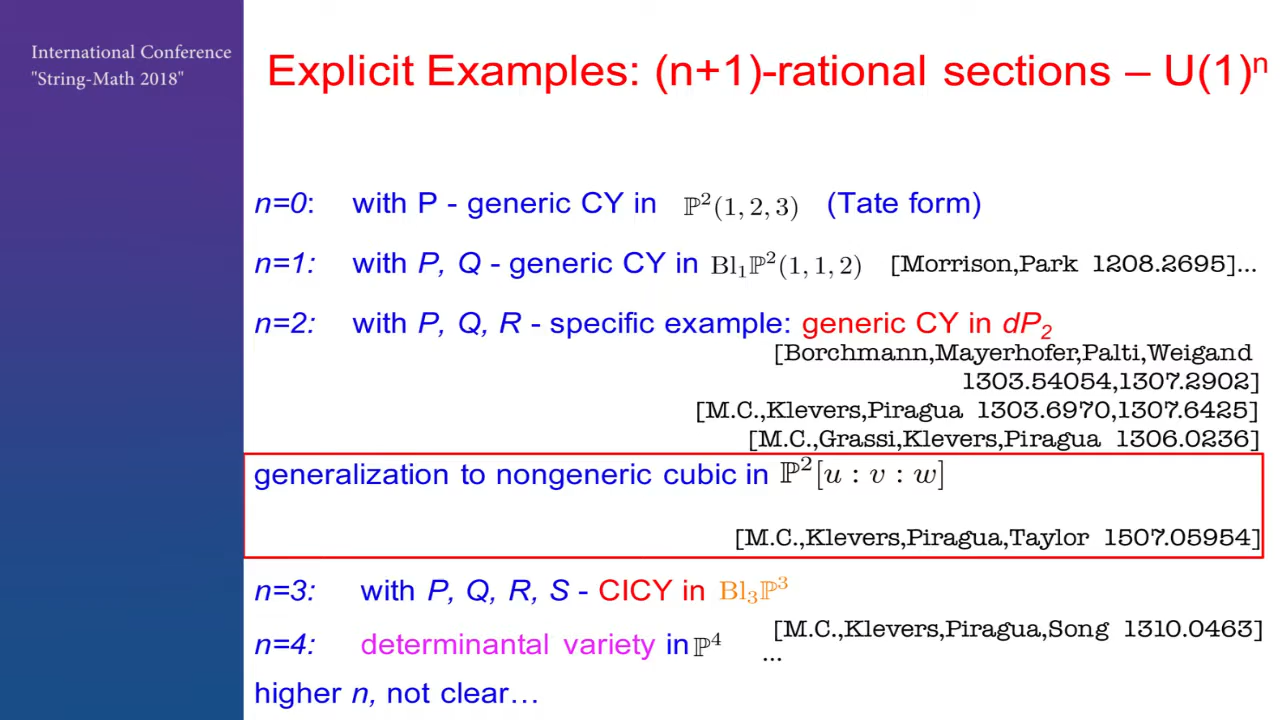 International Conference
"String-Math 2018"
Explicit Examples: (n+1)-rational sections – U(1)ⁿ
n=0: with P - generic CY in ℙ²(1, 2, 3) (Tate form)
n=1: with P, Q - generic CY in Bl₁ℙ²(1, 1, 2) [Morrison,Park 1208.2695]...
n=2: with P, Q, R - specific example: generic CY in dP₂
[Borchmann,Mayerhofer,Palti,Weigand
1303.54054,1307.2902]
[M.C.,Klevers,Piragua 1303.6970,1307.6425]
[M.C.,Grassi,Klevers,Piragua 1306.0236]
generalization to nongeneric cubic in ℙ²[u : v : w]
[M.C.,Klevers,Piragua,Taylor 1507.05954]
n=3: with P, Q, R, S - CICY in Bl₃ℙ³
[M.C.,Klevers,Piragua,Song 1310.0463]
n=4: determinantal variety in ℙ⁴ ...
higher n, not clear…